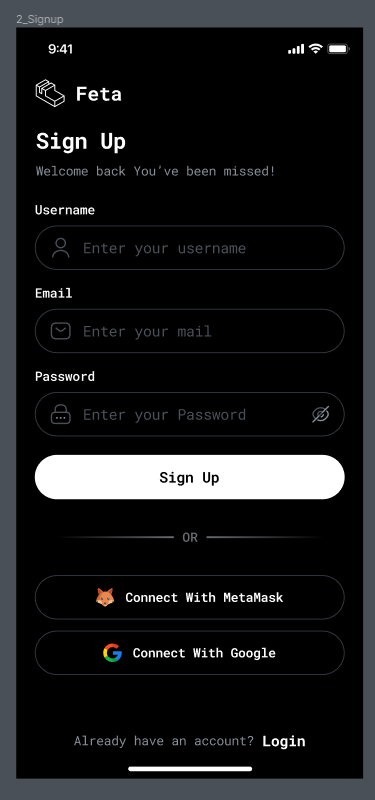 2_Signup
9:41
Feta
Sign Up
Welcome back You’ve been missed!
Username
Enter your username
Email
Enter your mail
Password
Enter your Password
Sign Up
OR
Connect With MetaMask
Connect With Google
Already have an account? Login